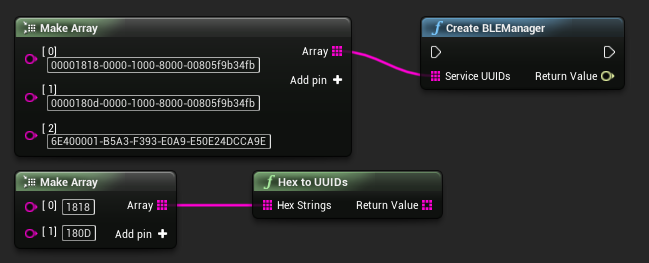 Make Array
[ 0]
00001818-0000-1000-8000-00805f9b34fb
Array
Add pin
[ 1]
0000180d-0000-1000-8000-00805f9b34fb
[ 2]
6E400001-B5A3-F393-E0A9-E50E24DCCA9E
f Create BLEManager
Service UUIDs Return Value
Make Array
[ 0] 1818 Array
[ 1] 180D Add pin
f Hex to UUIDs
Hex Strings Return Value